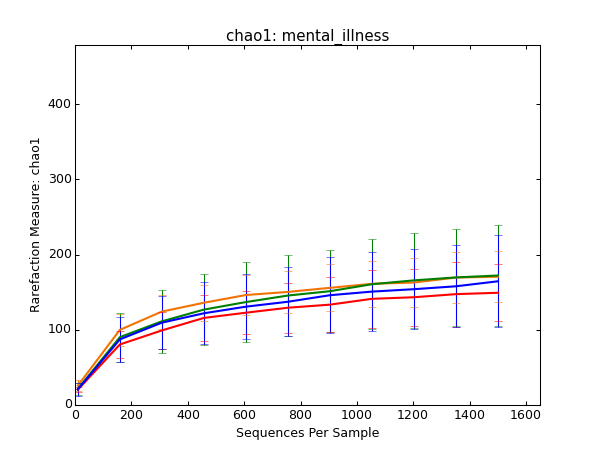 chao1: mental_illness
Rarefaction Measure: chao1
400
300
200
100
0
0 200 400 600 800 1000 1200 1400 1600
Sequences Per Sample